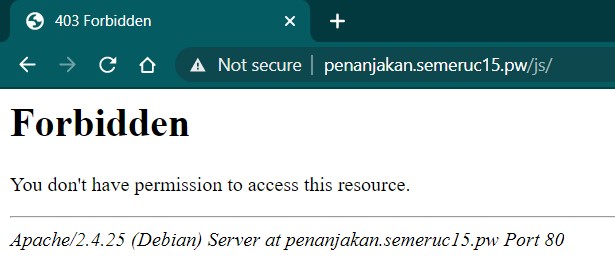 403 Forbidden
Not secure | penanjakan.semeruc15.pw/js/
Forbidden
You don't have permission to access this resource.
Apache/2.4.25 (Debian) Server at penanjakan.semeruc15.pw Port 80